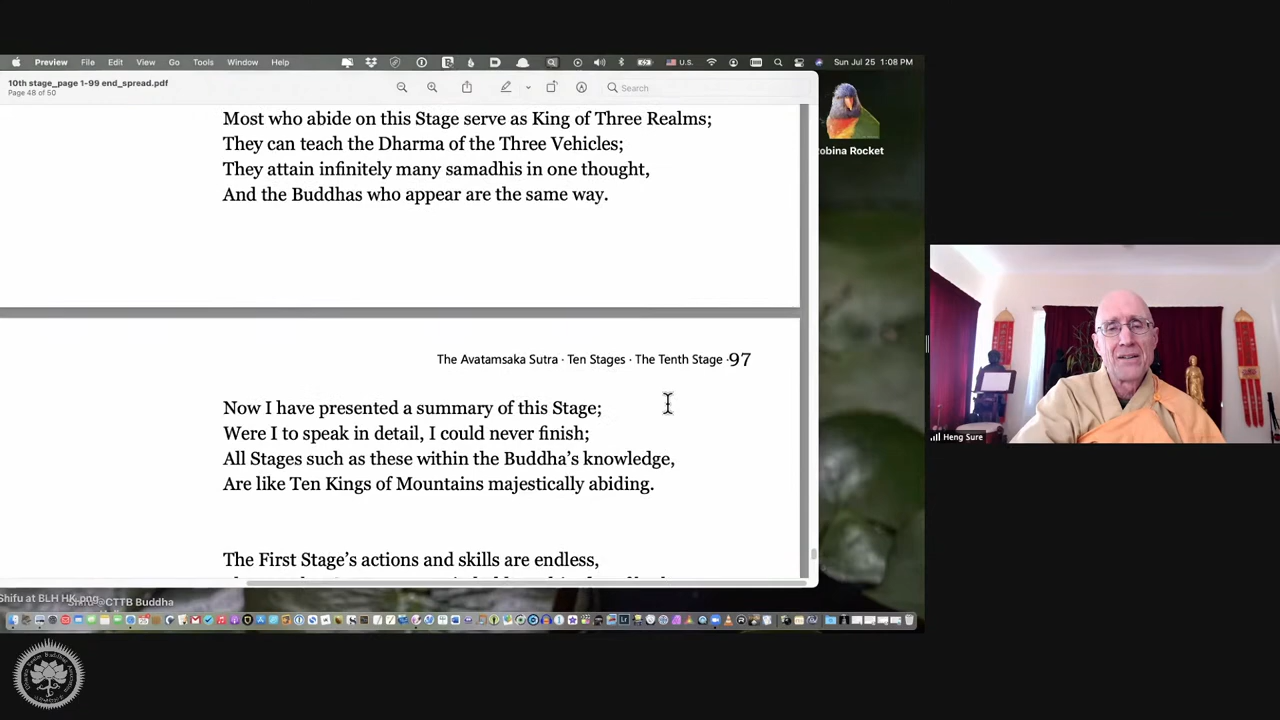 Preview File Edit View Go Tools Window Help
U.S.
Sun Jul 25 1:08 PM
10th stage_page 1-99 end_spread.pdf
Page 48 of 50
Search
Most who abide on this Stage serve as King of Three Realms;
They can teach the Dharma of the Three Vehicles;
They attain infinitely many samadhis in one thought,
And the Buddhas who appear are the same way.
obina Rocket
The Avatamsaka Sutra · Ten Stages · The Tenth Stage ·97
Now I have presented a summary of this Stage;
Were I to speak in detail, I could never finish;
All Stages such as these within the Buddha’s knowledge,
Are like Ten Kings of Mountains majestically abiding.
The First Stage’s actions and skills are endless,
Heng Sure
Shifu at BLH HK.png
CTTB Buddha